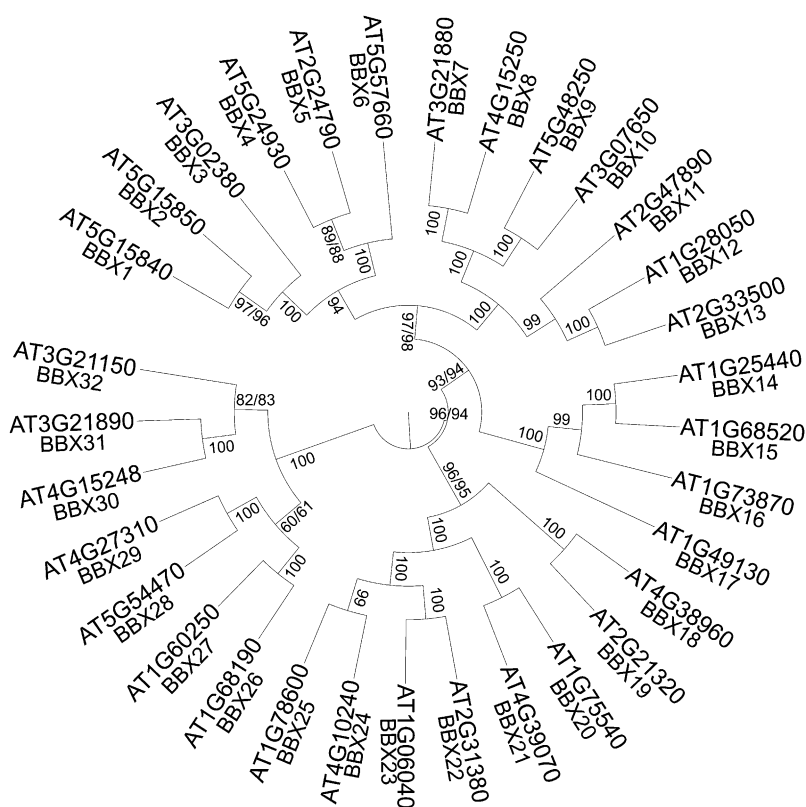 AT5G15840
BBX1
AT5G15850
BBX2
AT3G02380
BBX3
AT5G24930
BBX4
AT2G24790
BBX5
AT5G57660
BBX6
AT3G21880
BBX7
AT4G15250
BBX8
AT5G48250
BBX9
AT3G07650
BBX10
AT2G47890
BBX11
AT1G28050
BBX12
AT2G33500
BBX13
AT1G25440
BBX14
AT1G68520
BBX15
AT1G73870
BBX16
AT1G49130
BBX17
AT4G38960
BBX18
AT2G21320
BBX19
AT1G75540
BBX20
AT4G39070
BBX21
AT2G31380
BBX22
AT1G06040
BBX23
AT4G10240
BBX24
AT1G78600
BBX25
AT1G68190
BBX26
AT1G60250
BBX27
AT5G54470
BBX28
AT4G27310
BBX29
AT4G15248
BBX30
AT3G21890
BBX31
AT3G21150
BBX32
97/96
100
89/88
100
94
97/98
100
100
100
100
99
100
93/94
96/94
100
99
100
96/95
100
100
100
100
100
99
82/83
100
100
60/61
100
100